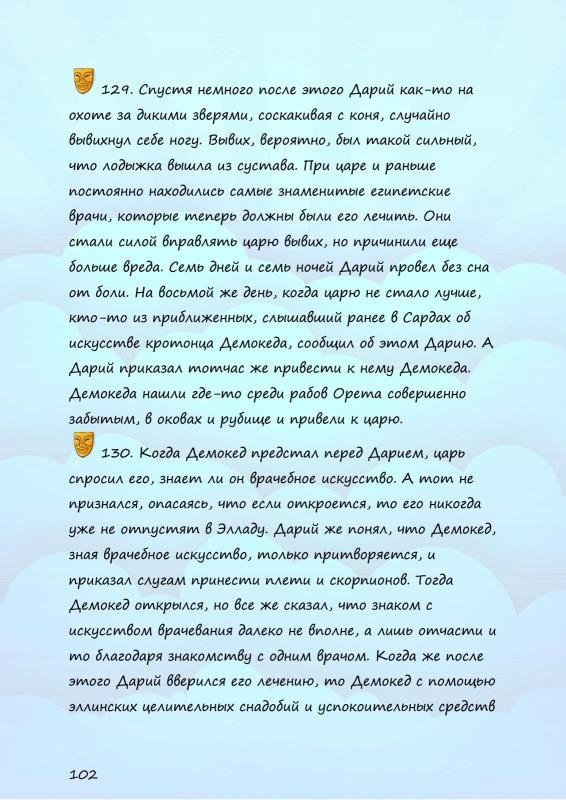 129. Спустя немного после этого Дарий как-то на
охоте за дикими зверями, соскакивая с коня, случайно
вывихнул себе ногу. Вывих, вероятно, был такой сильный,
что лодыжка вышла из сустава. При царе и раньше
постоянно находились самые знаменитые египетские
врачи, которые теперь должны были его лечить. Они
стали силой вправлять царю вывих, но причинили еще
больше вреда. Семь дней и семь ночей Дарий провел без сна
от боли. На восьмой же день, когда царю не стало лучше,
кто-то из приближенных, слышавший ранее в Сардах об
искусстве кротонца Демокеда, сообщил об этом Дарию. А
Дарий приказал тотчас же привести к нему Демокеда.
Демокеда нашли где-то среди рабов Орета совершенно
забытым, в оковах и рубище и привели к царю.
130. Когда Демокед предстал перед Дарием, царь
спросил его, знает ли он врачебное искусство. А тот не
признался, опасаясь, что если откроется, то его никогда
уже не отпустят в Элладу. Дарий же понял, что Демокед,
зная врачебное искусство, только притворяется, и
приказал слугам принести плети и скорпионов. Тогда
Демокед открылся, но все же сказал, что знаком с
искусством врачевания далеко не вполне, а лишь отчасти и
то благодаря знакомству с одним врачом. Когда же после
этого Дарий вверился его лечению, то Демокед с помощью
эллинских целительных снадобий и успокоительных средств
102